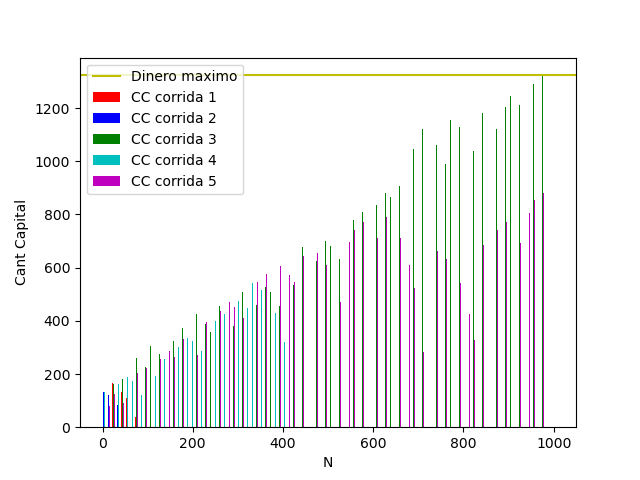 Dinero maximo
CC corrida 1
CC corrida 2
CC corrida 3
CC corrida 4
CC corrida 5
Cant Capital
1200
1000
800
600
400
200
0
0 200 400 600 800 1000
N